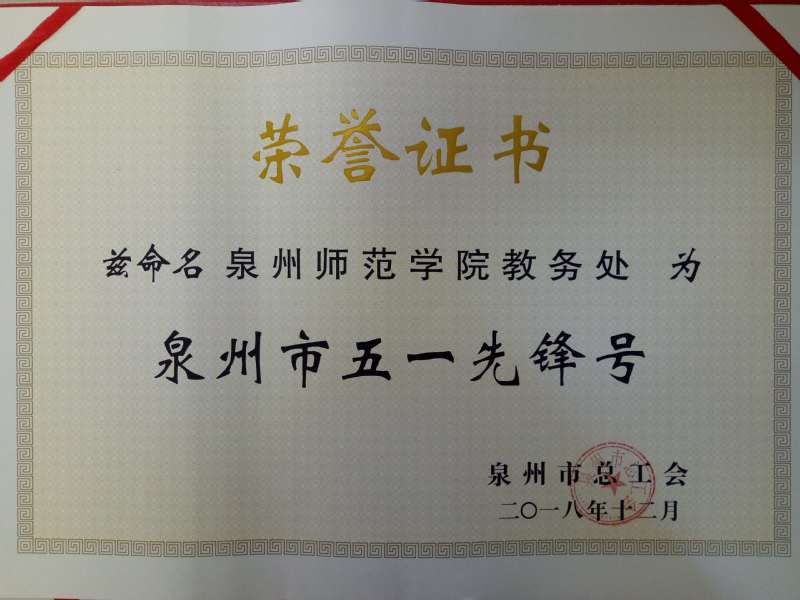 荣誉证书
兹命名 泉州师范学院教务处 为
泉州市五一先锋号
泉州市总工会
二〇一八年十二月